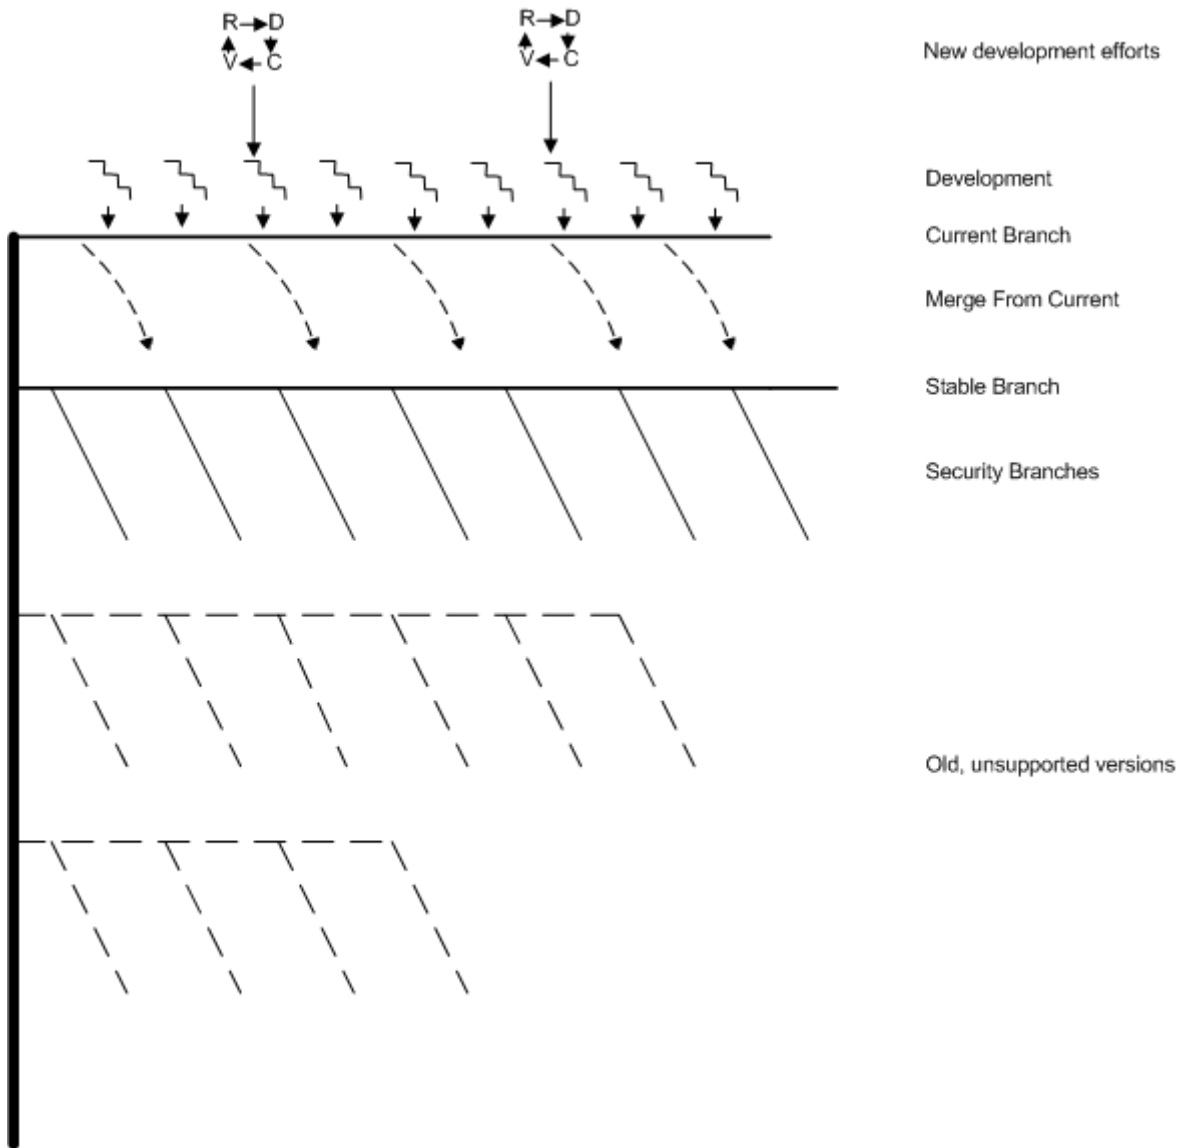 R D R D
V C V C
New development efforts
Development
Current Branch
Merge From Current
Stable Branch
Security Branches
Old, unsupported versions